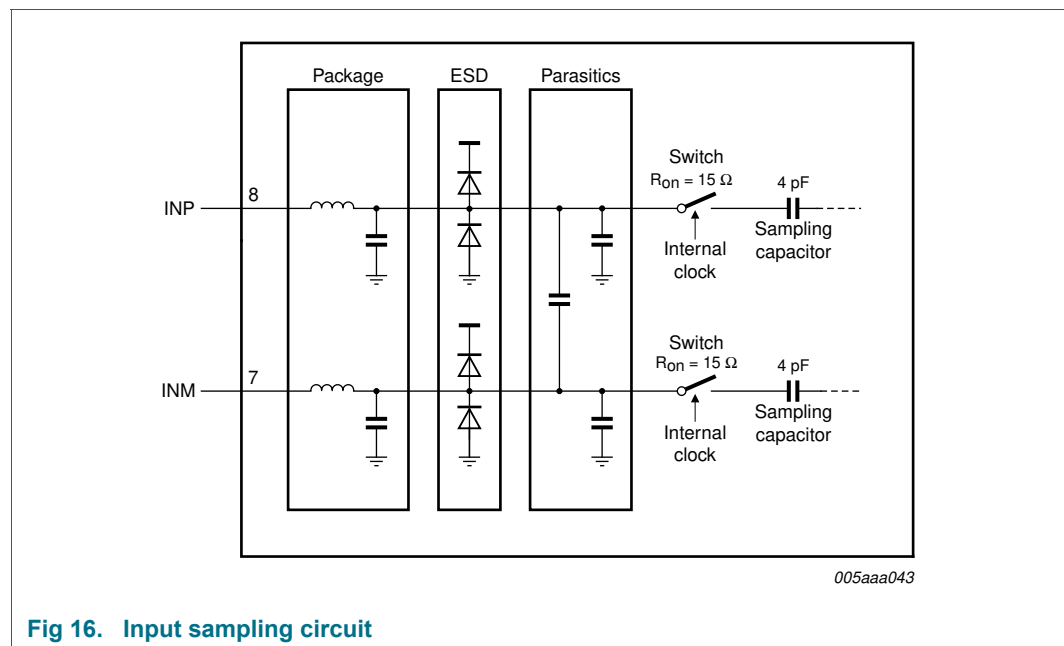 Package
ESD
Parasitics
Switch
Ron = 15 Ω
4 pF
INP
8
Internal
clock
Sampling
capacitor
Switch
Ron = 15 Ω
4 pF
INM
7
Internal
clock
Sampling
capacitor
005aaa043
Fig 16. Input sampling circuit